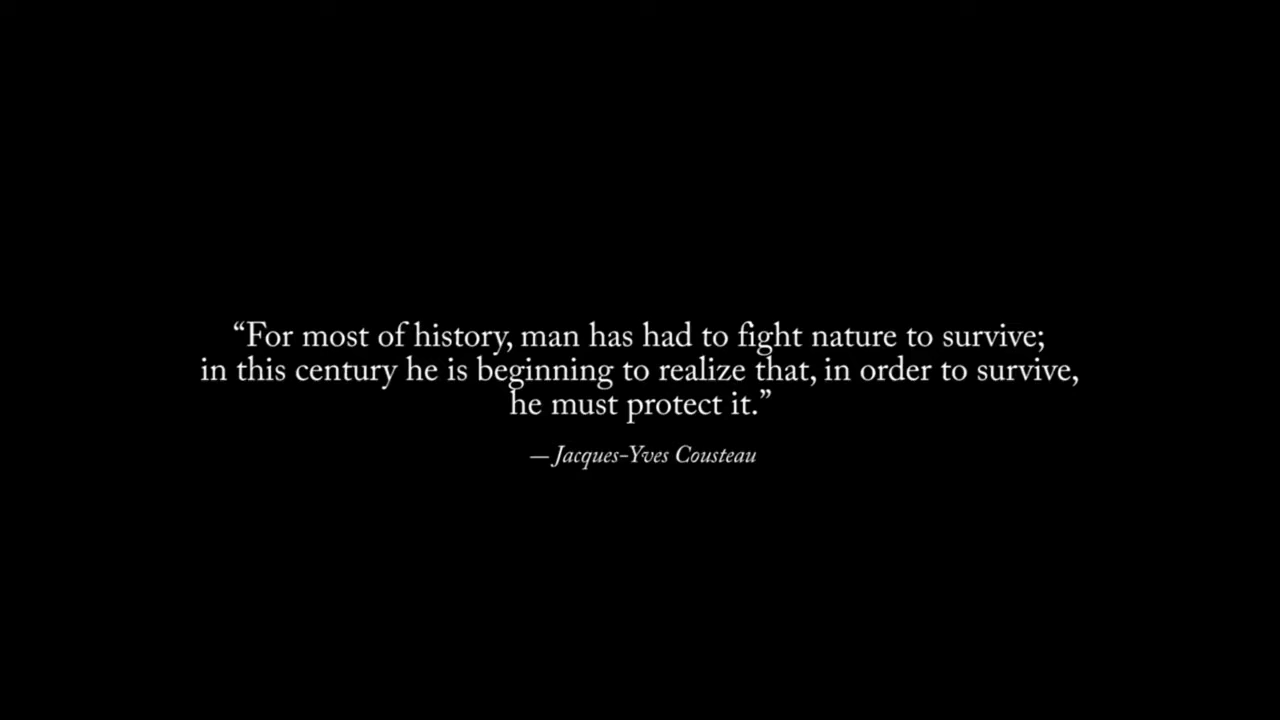 “For most of history, man has had to fight nature to survive;
in this century he is beginning to realize that, in order to survive,
he must protect it.”
— Jacques-Yves Cousteau